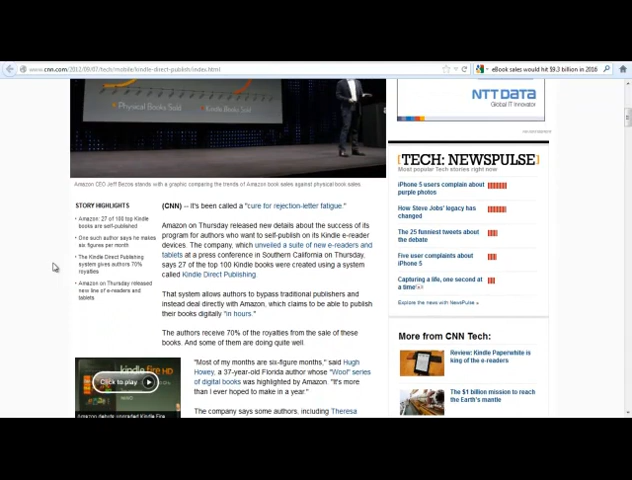 www.cnn.com/2012/09/07/tech/mobile/kindle-direct-publish/index.html
eBook sales would hit $9.3 billion in 2016
Physical Books Sold
Kindle Books Sold
NTT DATA
Global IT Innovator
ADVERTISEMENT
Amazon CEO Jeff Bezos stands with a graphic comparing the trends of Amazon book sales against physical book sales.
STORY HIGHLIGHTS
Amazon: 27 of 100 top Kindle
books are self-published
One such author says he makes
six figures per month
The Kindle Direct Publishing
system gives authors 70%
royalties
Amazon on Thursday released
new line of e-readers and
tablets
(CNN) -- It's been called a "cure for rejection-letter fatigue."
Amazon on Thursday released new details about the success of its
program for authors who want to self-publish on its Kindle e-reader
devices. The company, which unveiled a suite of new e-readers and
tablets at a press conference in Southern California on Thursday,
says 27 of the top 100 Kindle books were created using a system
called Kindle Direct Publishing.
That system allows authors to bypass traditional publishers and
instead deal directly with Amazon, which claims to be able to publish
their books digitally "in hours."
The authors receive 70% of the royalties from the sale of these
books. And some of them are doing quite well.
"Most of my months are six-figure months," said Hugh
Howey, a 37-year-old Florida author whose "Wool" series
of digital books was highlighted by Amazon. "It's more
than I ever hoped to make in a year."
The company says some authors, including Theresa
kindle fire HD
Click to play
Amazon debuts upgraded Kindle Fire
TECH: NEWSPULSE
Most popular Tech stories right now
iPhone 5 users complain about
purple photos
How Steve Jobs' legacy has
changed
The 25 funniest tweets about
the debate
Five user complaints about
iPhone 5
Capturing a life, one second at
a time
Explore the news with NewsPulse »
More from CNN Tech:
Review: Kindle Paperwhite is
king of the e-readers
The $1 billion mission to reach
the Earth's mantle